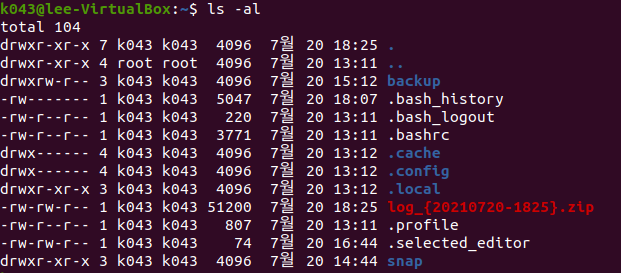 k043@lee-VirtualBox:~$ ls -al
total 104
drwxr-xr-x 7 k043 k043  4096  7월 20 18:25 .
drwxr-xr-x 4 root root  4096  7월 20 13:11 ..
drwxrw-r-- 3 k043 k043  4096  7월 20 15:12 backup
-rw------- 1 k043 k043  5047  7월 20 18:07 .bash_history
-rw-r--r-- 1 k043 k043   220  7월 20 13:11 .bash_logout
-rw-r--r-- 1 k043 k043  3771  7월 20 13:11 .bashrc
drwx------ 4 k043 k043  4096  7월 20 13:12 .cache
drwx------ 4 k043 k043  4096  7월 20 13:12 .config
drwxr-xr-x 3 k043 k043  4096  7월 20 13:12 .local
-rw-rw-r-- 1 k043 k043 51200  7월 20 18:25 log_{20210720-1825}.zip
-rw-r--r-- 1 k043 k043   807  7월 20 13:11 .profile
-rw-rw-r-- 1 k043 k043    74  7월 20 16:44 .selected_editor
drwxr-xr-x 3 k043 k043  4096  7월 20 14:44 snap